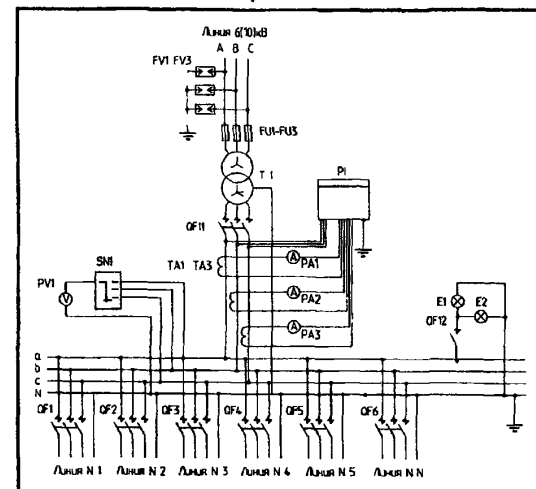 Линия 6(10)кВ
A B C
FV1 FV3
FU1-FU3
T 1
PI
QF11
TA1 TA3
A PA1
A PA2
A PA3
SN1
PV1
V
E1 E2
QF12
a
b
c
N
QF1 QF2 QF3 QF4 QF5 QF6
Линия N 1 Линия N 2 Линия N 3 Линия N 4 Линия N 5 Линия N N